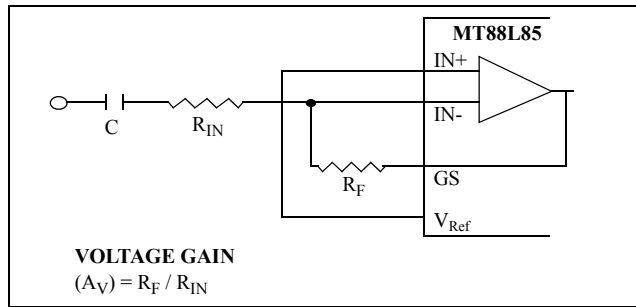 MT88L85
IN+
IN-
C
R_IN
R_F
GS
V_Ref
VOLTAGE GAIN
(A_V) = R_F / R_IN